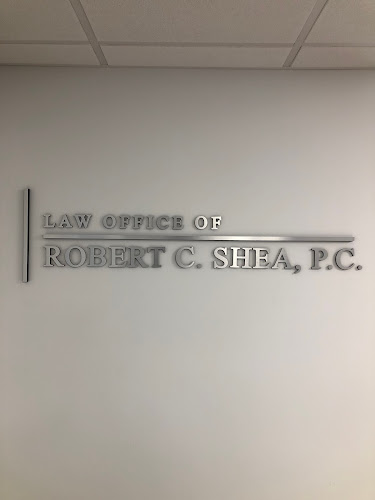 LAW OFFICE OF
ROBERT C. SHEA, P.C.